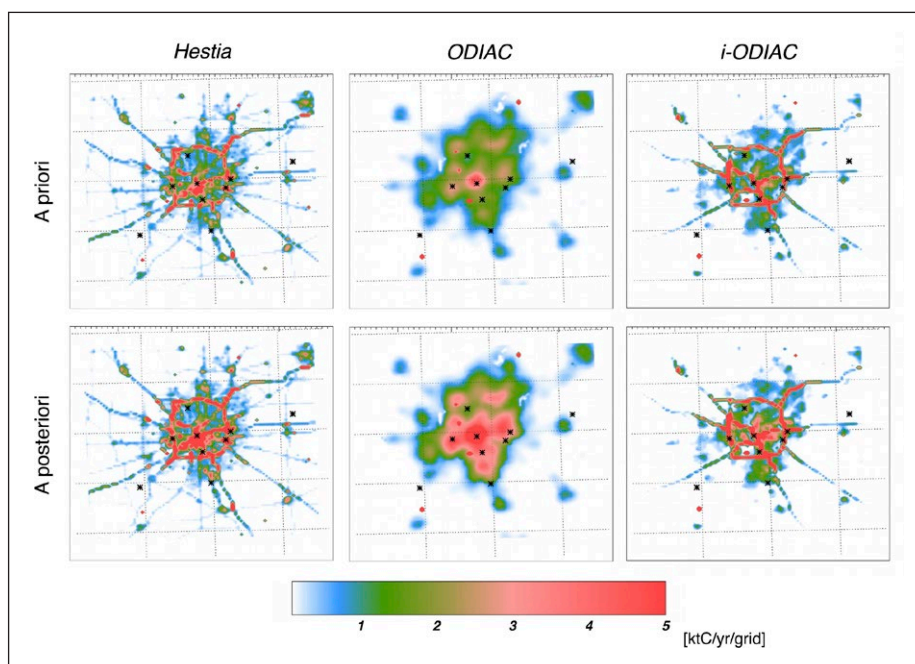 Hestia ODIAC i-ODIAC
A priori
A posteriori
1 2 3 4 5
[ktC/yr/grid]